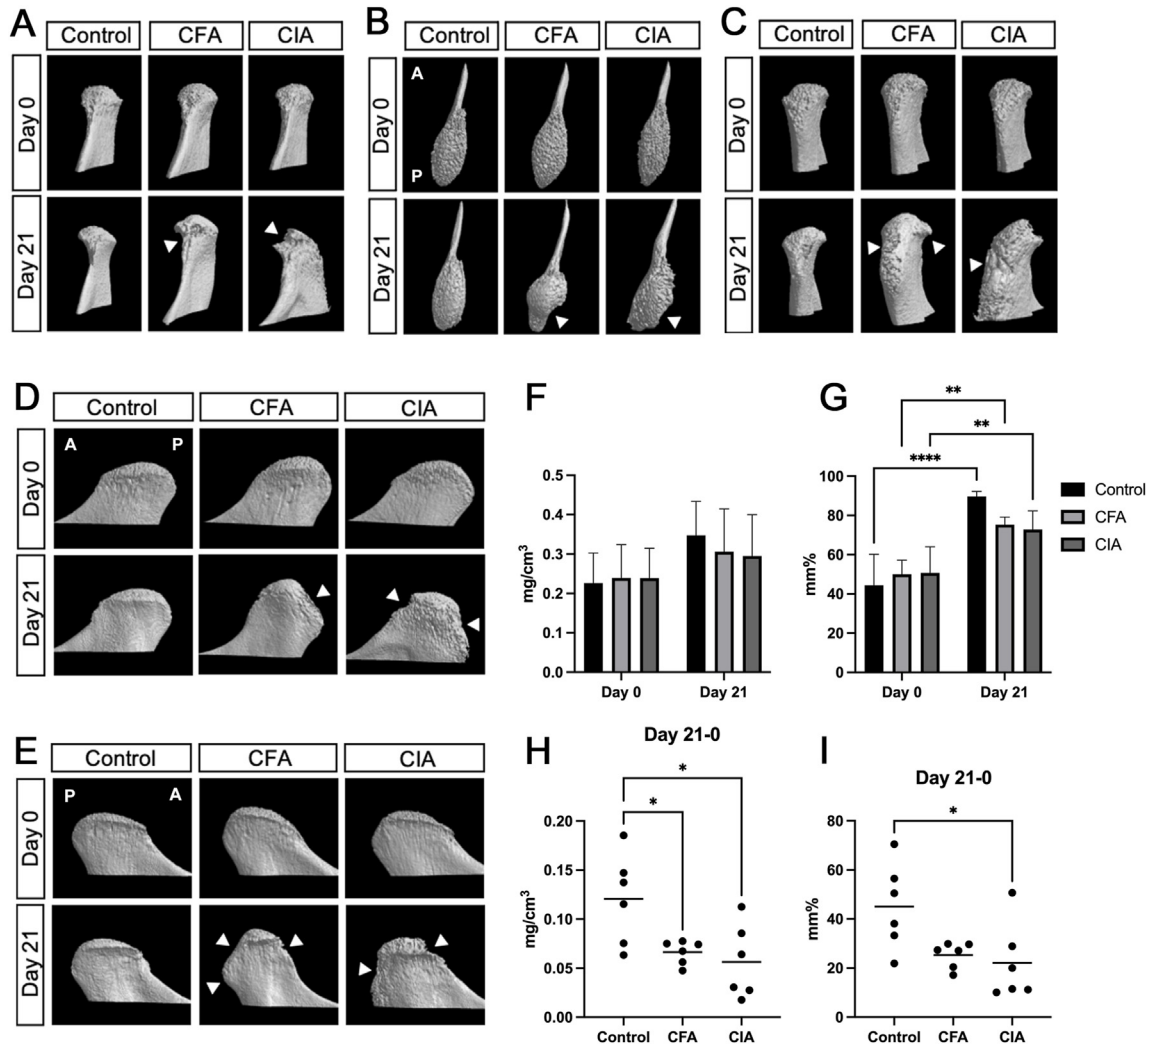 A
Control CFA CIA
Day 0
Day 21
B
Control CFA CIA
Day 0
A
P
Day 21
C
Control CFA CIA
Day 0
Day 21
D
Control CFA CIA
Day 0
A P
Day 21
E
Control CFA CIA
Day 0
P A
Day 21
F
mg/cm³
0.5
0.4
0.3
0.2
0.1
0.0
Day 0 Day 21
G
mm%
**
**
****
100
80
60
40
20
0
Day 0 Day 21
Control
CFA
CIA
H
Day 21-0
mg/cm³
*
*
0.20
0.15
0.10
0.05
0.00
Control CFA CIA
I
Day 21-0
mm%
*
80
60
40
20
0
Control CFA CIA